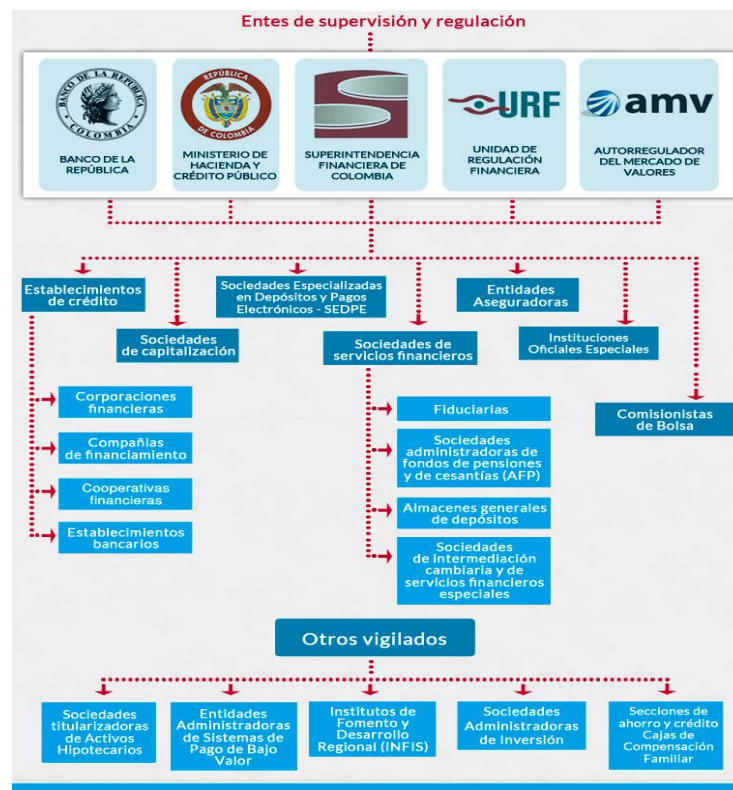 Entes de supervisión y regulación
BANCO DE LA REPÚBLICA
COLOMBIA
BANCO DE LA
REPÚBLICA
REPÚBLICA
DE COLOMBIA
MINISTERIO DE
HACIENDA Y
CRÉDITO PÚBLICO
SUPERINTENDENCIA
FINANCIERA DE
COLOMBIA
URF
UNIDAD DE
REGULACIÓN
FINANCIERA
amv
AUTORREGULADOR
DEL MERCADO DE
VALORES
Establecimientos
de crédito
Sociedades
de capitalización
Sociedades Especializadas
en Depósitos y Pagos
Electrónicos - SEDPE
Sociedades de
servicios financieros
Entidades
Aseguradoras
Instituciones
Oficiales Especiales
Comisionistas
de Bolsa
Corporaciones
financieras
Compañias
de financiamiento
Cooperativas
financieras
Establecimientos
bancarios
Fiduciarias
Sociedades
administradoras de
fondos de pensiones
y de cesantías (AFP)
Almacenes generales
de depósitos
Sociedades
de intermediación
cambiaria y de
servicios financieros
especiales
Otros vigilados
Sociedades
titularizadoras
de Activos
Hipotecarios
Entidades
Administradoras
de Sistemas de
Pago de Bajo
Valor
Institutos de
Fomento y
Desarrollo
Regional (INFIS)
Sociedades
Administradoras
de Inversión
Secciones de
ahorro y crédito
Cajas de
Compensación
Familiar